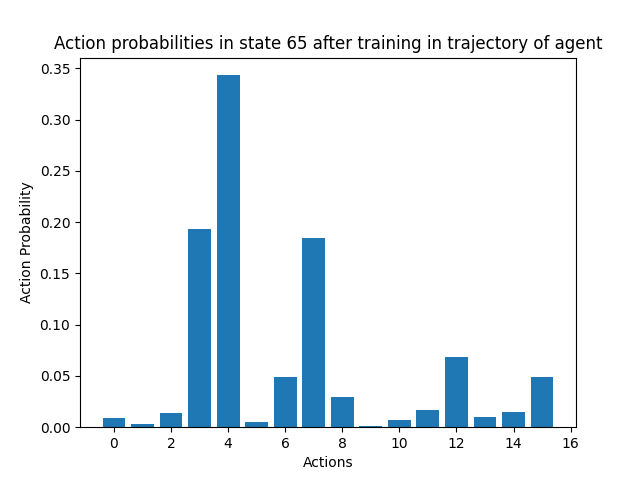 Action probabilities in state 65 after training in trajectory of agent
0.35
0.30
0.25
0.20
0.15
0.10
0.05
0.00
Action Probability
0 2 4 6 8 10 12 14 16
Actions